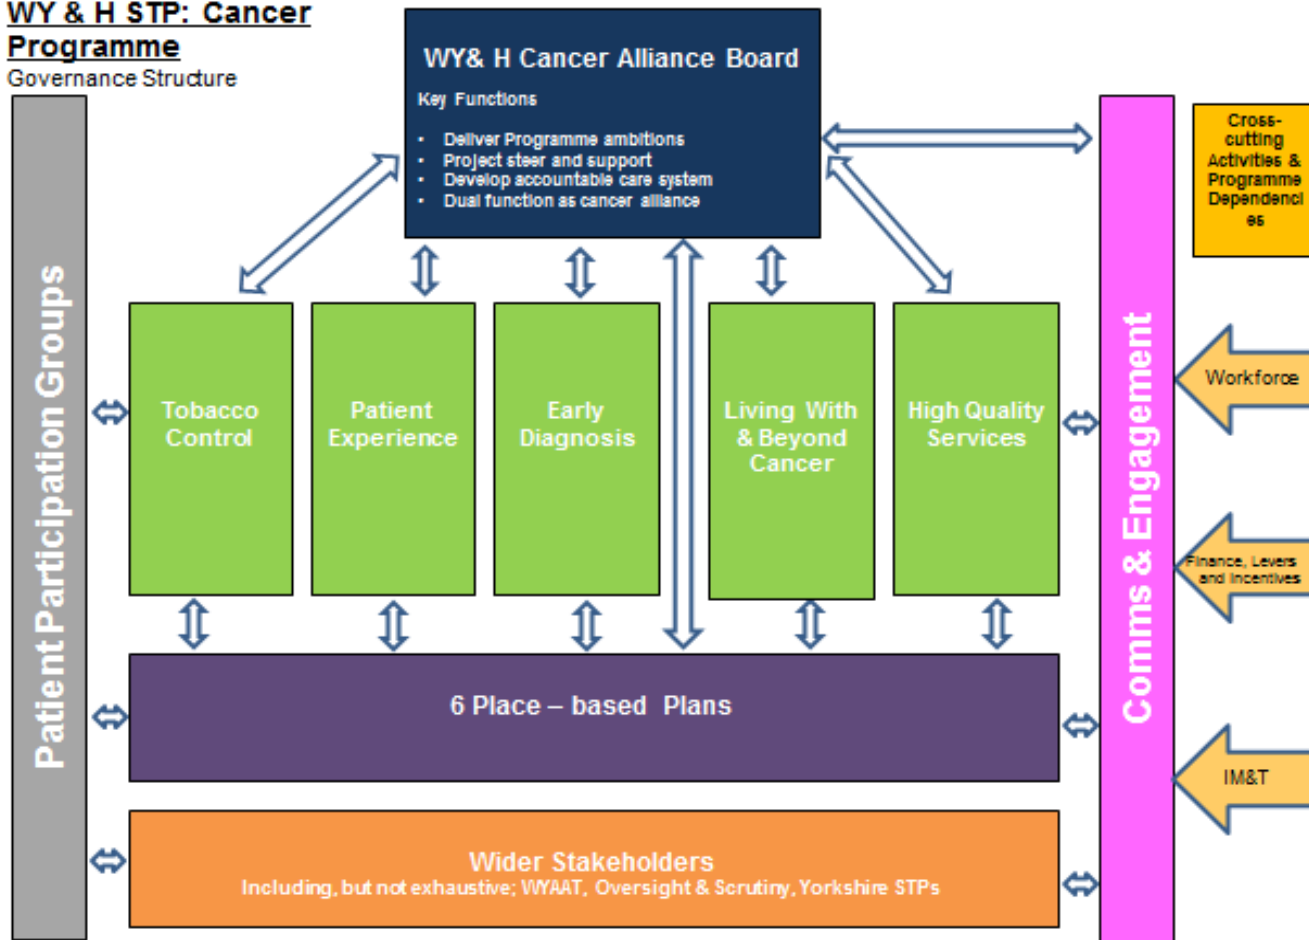 WY & H STP: Cancer
Programme
Governance Structure
WY& H Cancer Alliance Board
Key Functions
• Deliver Programme ambitions
• Project steer and support
• Develop accountable care system
• Dual function as cancer alliance
Cross-
cutting
Activities &
Programme
Dependenci
es
Patient Participation Groups
Tobacco
Control
Patient
Experience
Early
Diagnosis
Living With
& Beyond
Cancer
High Quality
Services
Comms & Engagement
Workforce
Finance, Levers
and Incentives
IM&T
6 Place – based Plans
Wider Stakeholders
Including, but not exhaustive; WYAAT, Oversight & Scrutiny, Yorkshire STPs